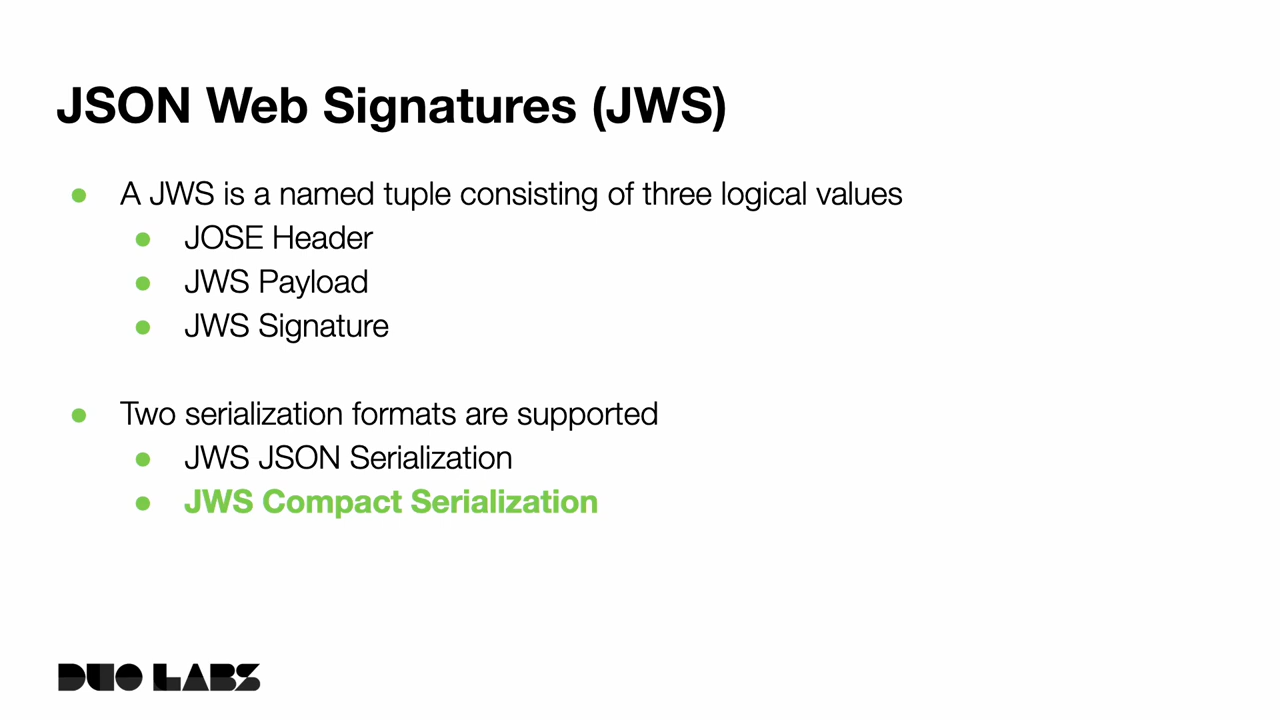 JSON Web Signatures (JWS)
● A JWS is a named tuple consisting of three logical values
● JOSE Header
● JWS Payload
● JWS Signature
● Two serialization formats are supported
● JWS JSON Serialization
● JWS Compact Serialization
DUO LABS